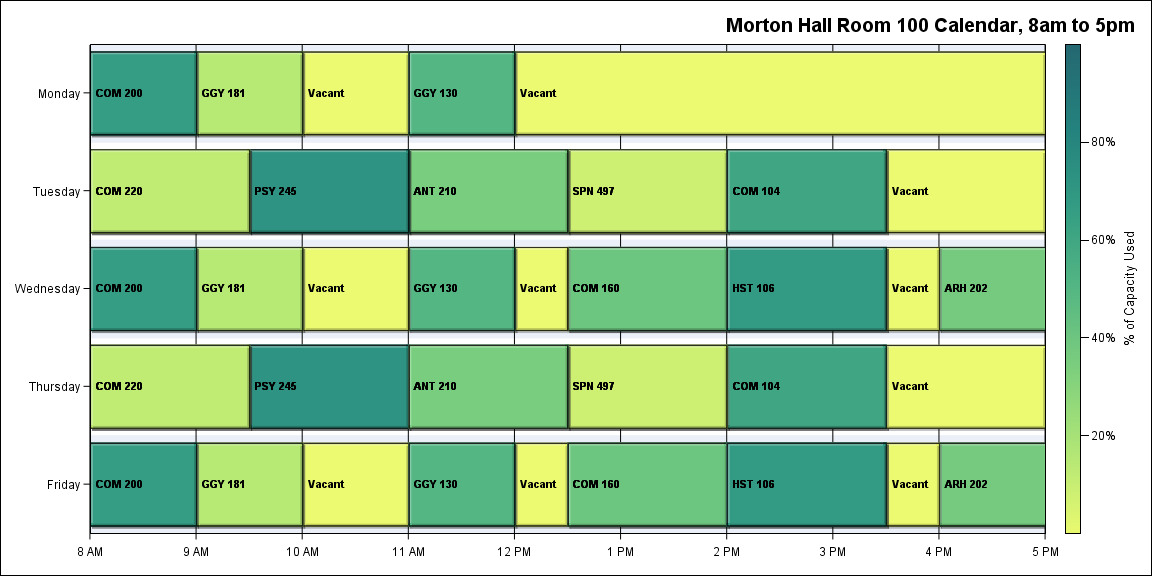 Morton Hall Room 100 Calendar, 8am to 5pm
Monday COM 200 GGY 181 Vacant GGY 130 Vacant
Tuesday COM 220 PSY 245 ANT 210 SPN 497 COM 104 Vacant
Wednesday COM 200 GGY 181 Vacant GGY 130 Vacant COM 160 HST 106 Vacant ARH 202
Thursday COM 220 PSY 245 ANT 210 SPN 497 COM 104 Vacant
Friday COM 200 GGY 181 Vacant GGY 130 Vacant COM 160 HST 106 Vacant ARH 202
8 AM 9 AM 10 AM 11 AM 12 PM 1 PM 2 PM 3 PM 4 PM 5 PM
80%
60%
40%
20%
% of Capacity Used